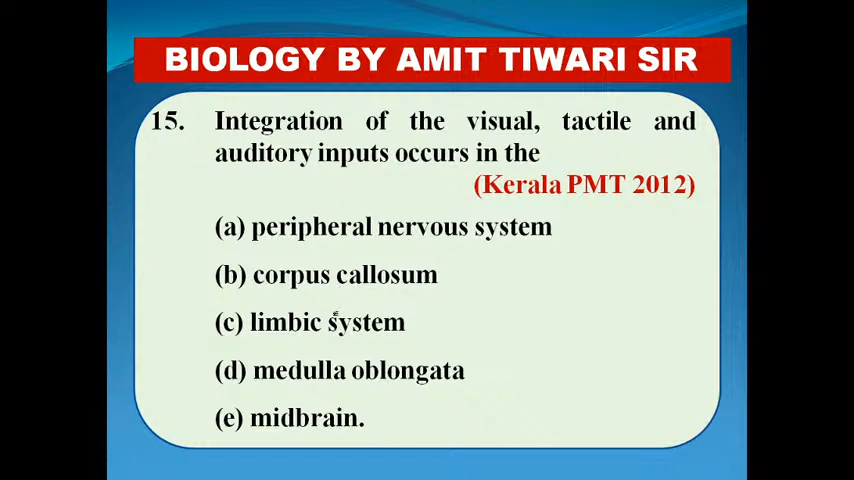 BIOLOGY BY AMIT TIWARI SIR
15. Integration of the visual, tactile and
auditory inputs occurs in the
(Kerala PMT 2012)
(a) peripheral nervous system
(b) corpus callosum
(c) limbic system
(d) medulla oblongata
(e) midbrain.